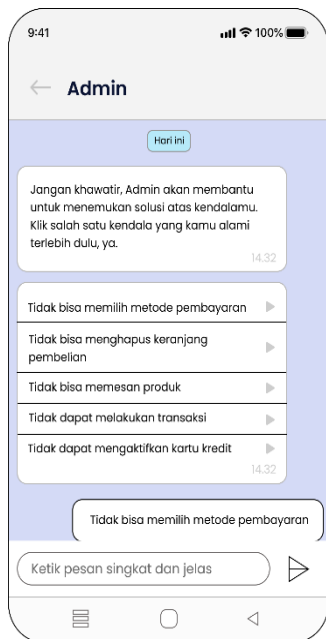 9:41
100%
Admin
Hari ini
Jangan khawatir, Admin akan membantu
untuk menemukan solusi atas kendalamu.
Klik salah satu kendala yang kamu alami
terlebih dulu, ya.
14.32
Tidak bisa memilih metode pembayaran
Tidak bisa menghapus keranjang
pembelian
Tidak bisa memesan produk
Tidak dapat melakukan transaksi
Tidak dapat mengaktifkan kartu kredit
14.32
Tidak bisa memilih metode pembayaran
Ketik pesan singkat dan jelas